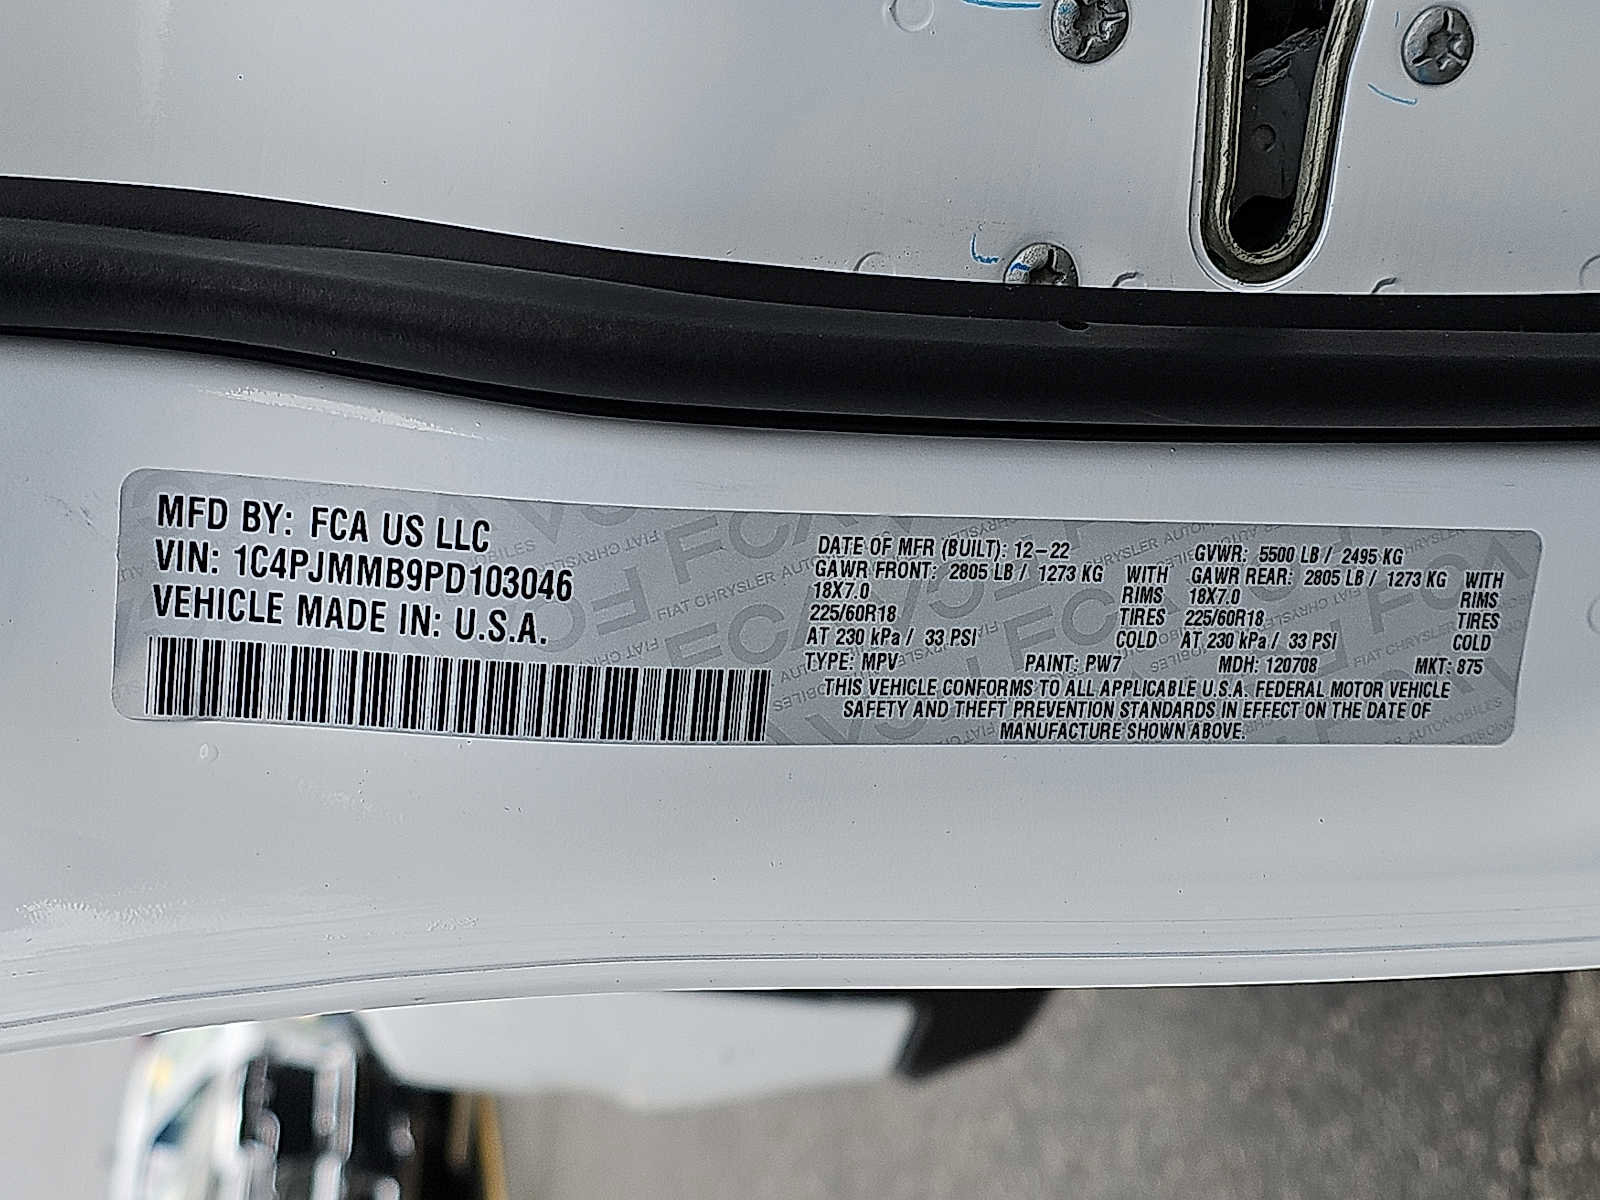 MFD BY: FCA US LLC
VIN: 1C4PJMMB9PD103046
VEHICLE MADE IN: U.S.A.
DATE OF MFR (BUILT): 12-22 GVWR: 5500 LB / 2495 KG
GAWR FRONT: 2805 LB / 1273 KG WITH GAWR REAR: 2805 LB / 1273 KG WITH
18X7.0 RIMS 18X7.0 RIMS
225/60R18 TIRES 225/60R18 TIRES
AT 230 kPa / 33 PSI COLD AT 230 kPa / 33 PSI COLD
TYPE: MPV PAINT: PW7 MDH: 120708 MKT: 875
THIS VEHICLE CONFORMS TO ALL APPLICABLE U.S.A. FEDERAL MOTOR VEHICLE
SAFETY AND THEFT PREVENTION STANDARDS IN EFFECT ON THE DATE OF
MANUFACTURE SHOWN ABOVE.